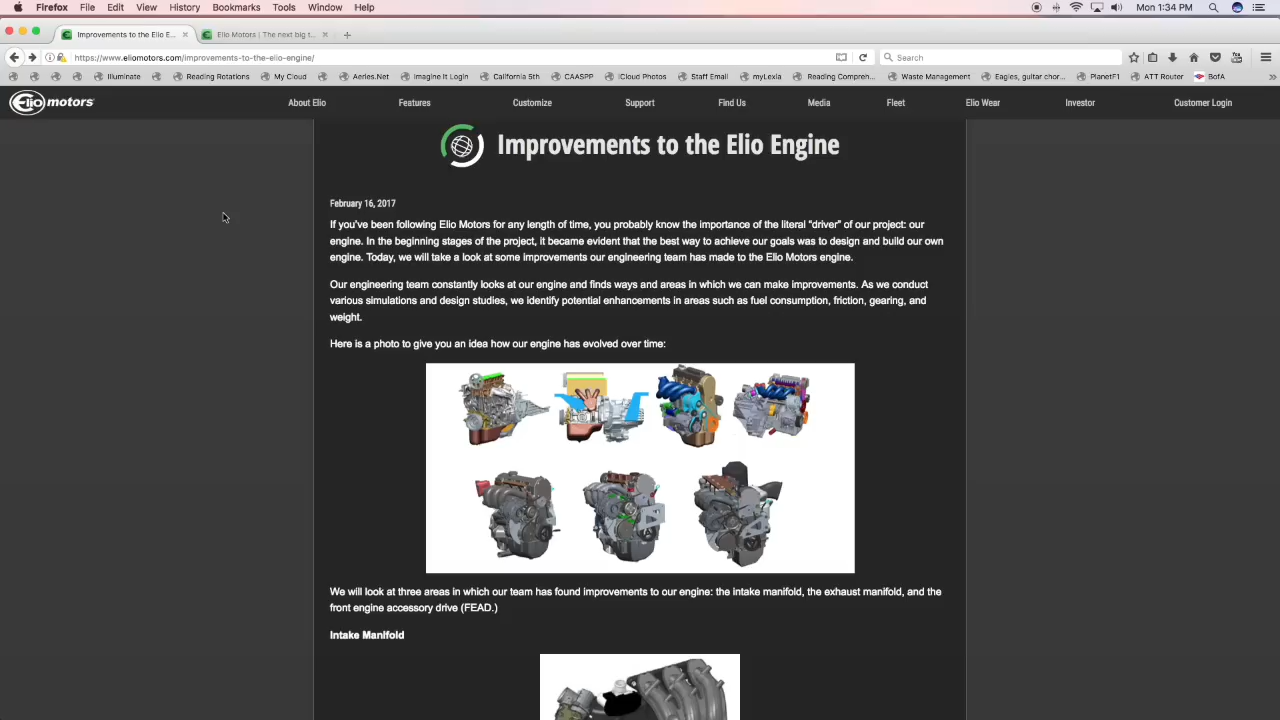 Firefox File Edit View History Bookmarks Tools Window Help Mon 1:34 PM
Improvements to the Elio E... Elio Motors | The next big t...
https://www.eliomotors.com/improvements-to-the-elio-engine/ Search
Illuminate Reading Rotations My Cloud Aeries.Net Imagine It Login California 5th CAASPP iCloud Photos Staff Email myLexia Reading Compreh... Waste Management Eagles, guitar chor... PlanetF1 ATT Router BofA
Elio motors About Elio Features Customize Support Find Us Media Fleet Elio Wear Investor Customer Login
Improvements to the Elio Engine
February 16, 2017
If you've been following Elio Motors for any length of time, you probably know the importance of the literal “driver” of our project: our
engine. In the beginning stages of the project, it became evident that the best way to achieve our goals was to design and build our own
engine. Today, we will take a look at some improvements our engineering team has made to the Elio Motors engine.
Our engineering team constantly looks at our engine and finds ways and areas in which we can make improvements. As we conduct
various simulations and design studies, we identify potential enhancements in areas such as fuel consumption, friction, gearing, and
weight.
Here is a photo to give you an idea how our engine has evolved over time:
We will look at three areas in which our team has found improvements to our engine: the intake manifold, the exhaust manifold, and the
front engine accessory drive (FEAD.)
Intake Manifold